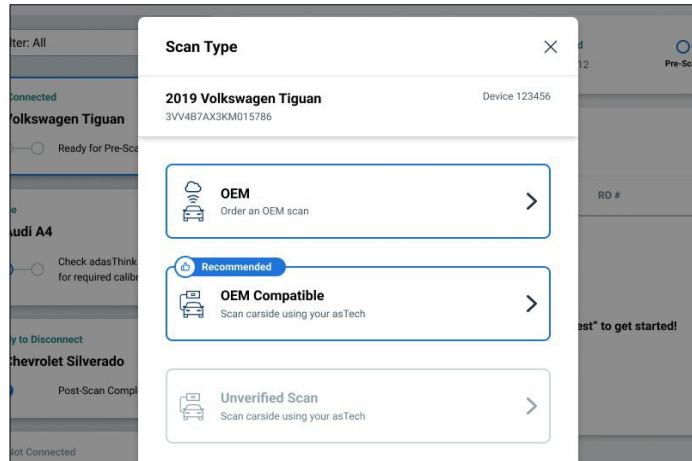 lter: All
Connected
olkswagen Tiguan
Ready for Pre-Sca
e
udi A4
Check adasThink
for required calibr
y to Disconnect
hevrolet Silverado
Post-Scan Compl
Not Connected
Scan Type
2019 Volkswagen Tiguan
Device 123456
3VV4B7AX3KM015786
OEM
Order an OEM scan
Recommended
OEM Compatible
Scan carside using your asTech
Unverified Scan
Scan carside using your asTech
d
12
Pre-Sc
RO #
est" to get started!